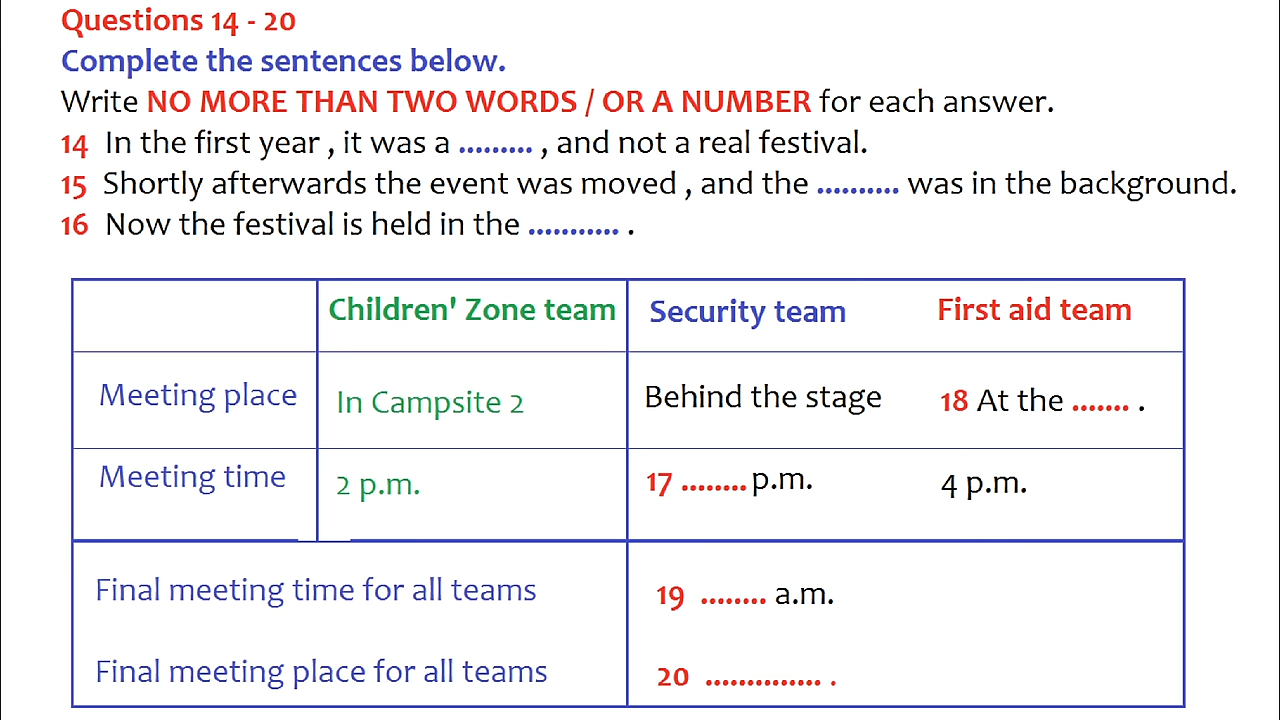 Questions 14 - 20
Complete the sentences below.
Write NO MORE THAN TWO WORDS / OR A NUMBER for each answer.
14 In the first year , it was a ......... , and not a real festival.
15 Shortly afterwards the event was moved , and the .......... was in the background.
16 Now the festival is held in the ........... .
Children' Zone team Security team First aid team
Meeting place In Campsite 2 Behind the stage 18 At the ....... .
Meeting time 2 p.m. 17 ........ p.m. 4 p.m.
Final meeting time for all teams 19 ........ a.m.
Final meeting place for all teams 20 .............. .